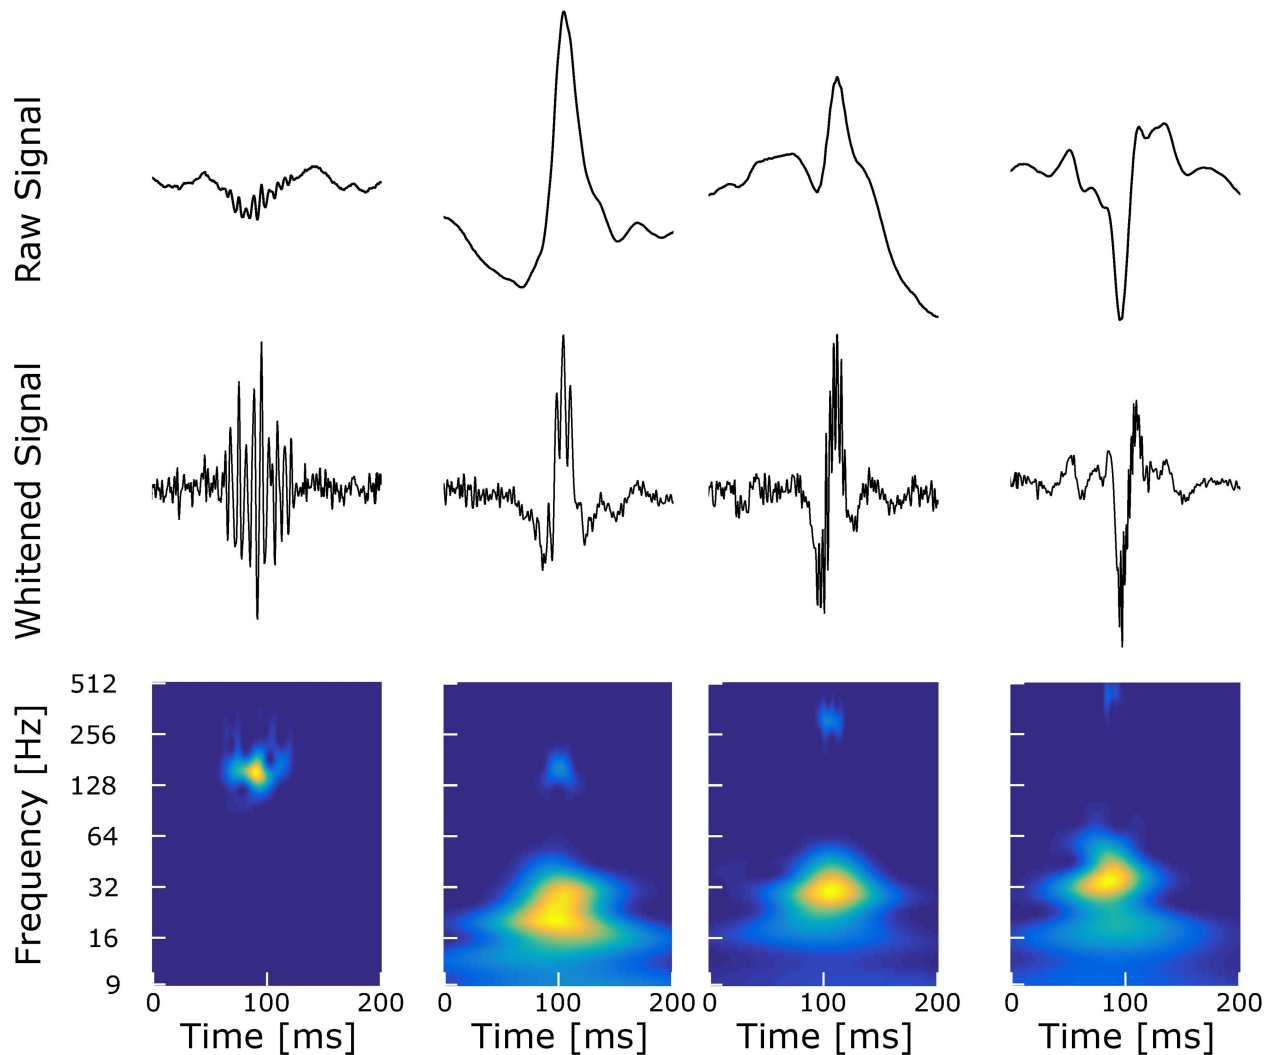 Raw Signal
Whitened Signal
Frequency [Hz]
512
256
128
64
32
16
9
0 100 200 0 100 200 0 100 200 0 100 200
Time [ms] Time [ms] Time [ms] Time [ms]